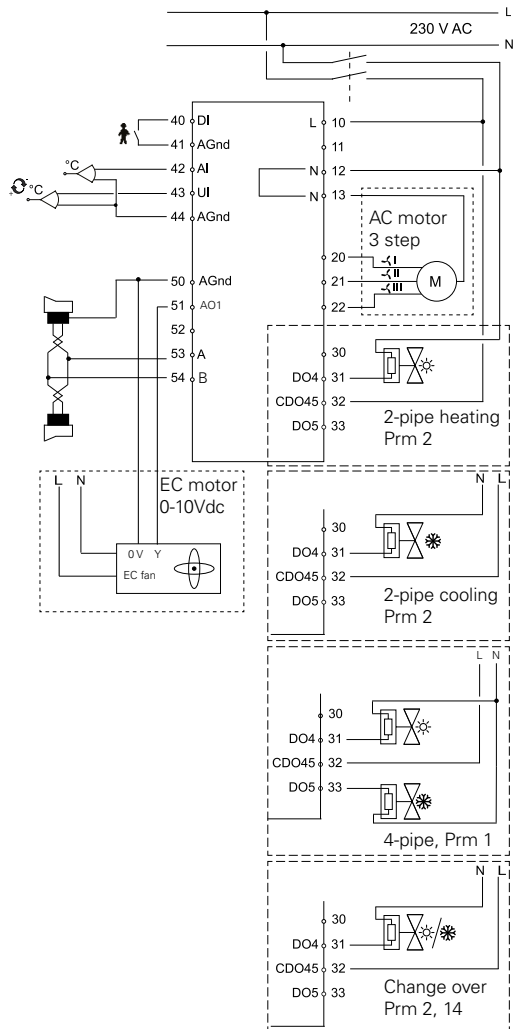 L
230 V AC
N
40 DI
41 AGnd
°C 42 AI
°C 43 UI
44 AGnd
50 AGnd
51 AO1
52
53 A
54 B
L 10
11
N 12
N 13
AC motor
3 step
20 I
21 II
22 III
M
30
DO4 31
CDO45 32
DO5 33
2-pipe heating
Prm 2
L N EC motor
0-10Vdc
0 V Y
EC fan
N L
30
DO4 31
CDO45 32
DO5 33
2-pipe cooling
Prm 2
L N
30
DO4 31
CDO45 32
DO5 33
4-pipe, Prm 1
N L
30
DO4 31
CDO45 32
DO5 33
Change over
Prm 2, 14